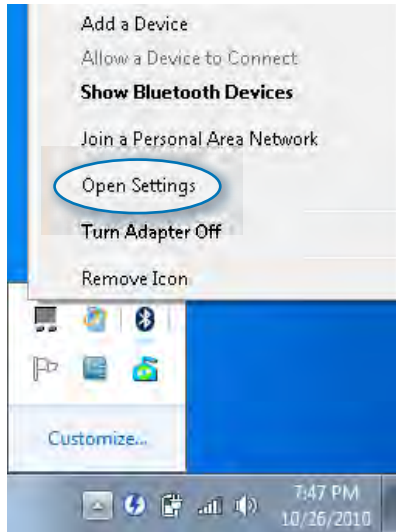 Add a Device
Allow a Device to Connect
Show Bluetooth Devices
Join a Personal Area Network
Open Settings
Turn Adapter Off
Remove Icon
Customize...
7:47 PM
10/26/2010